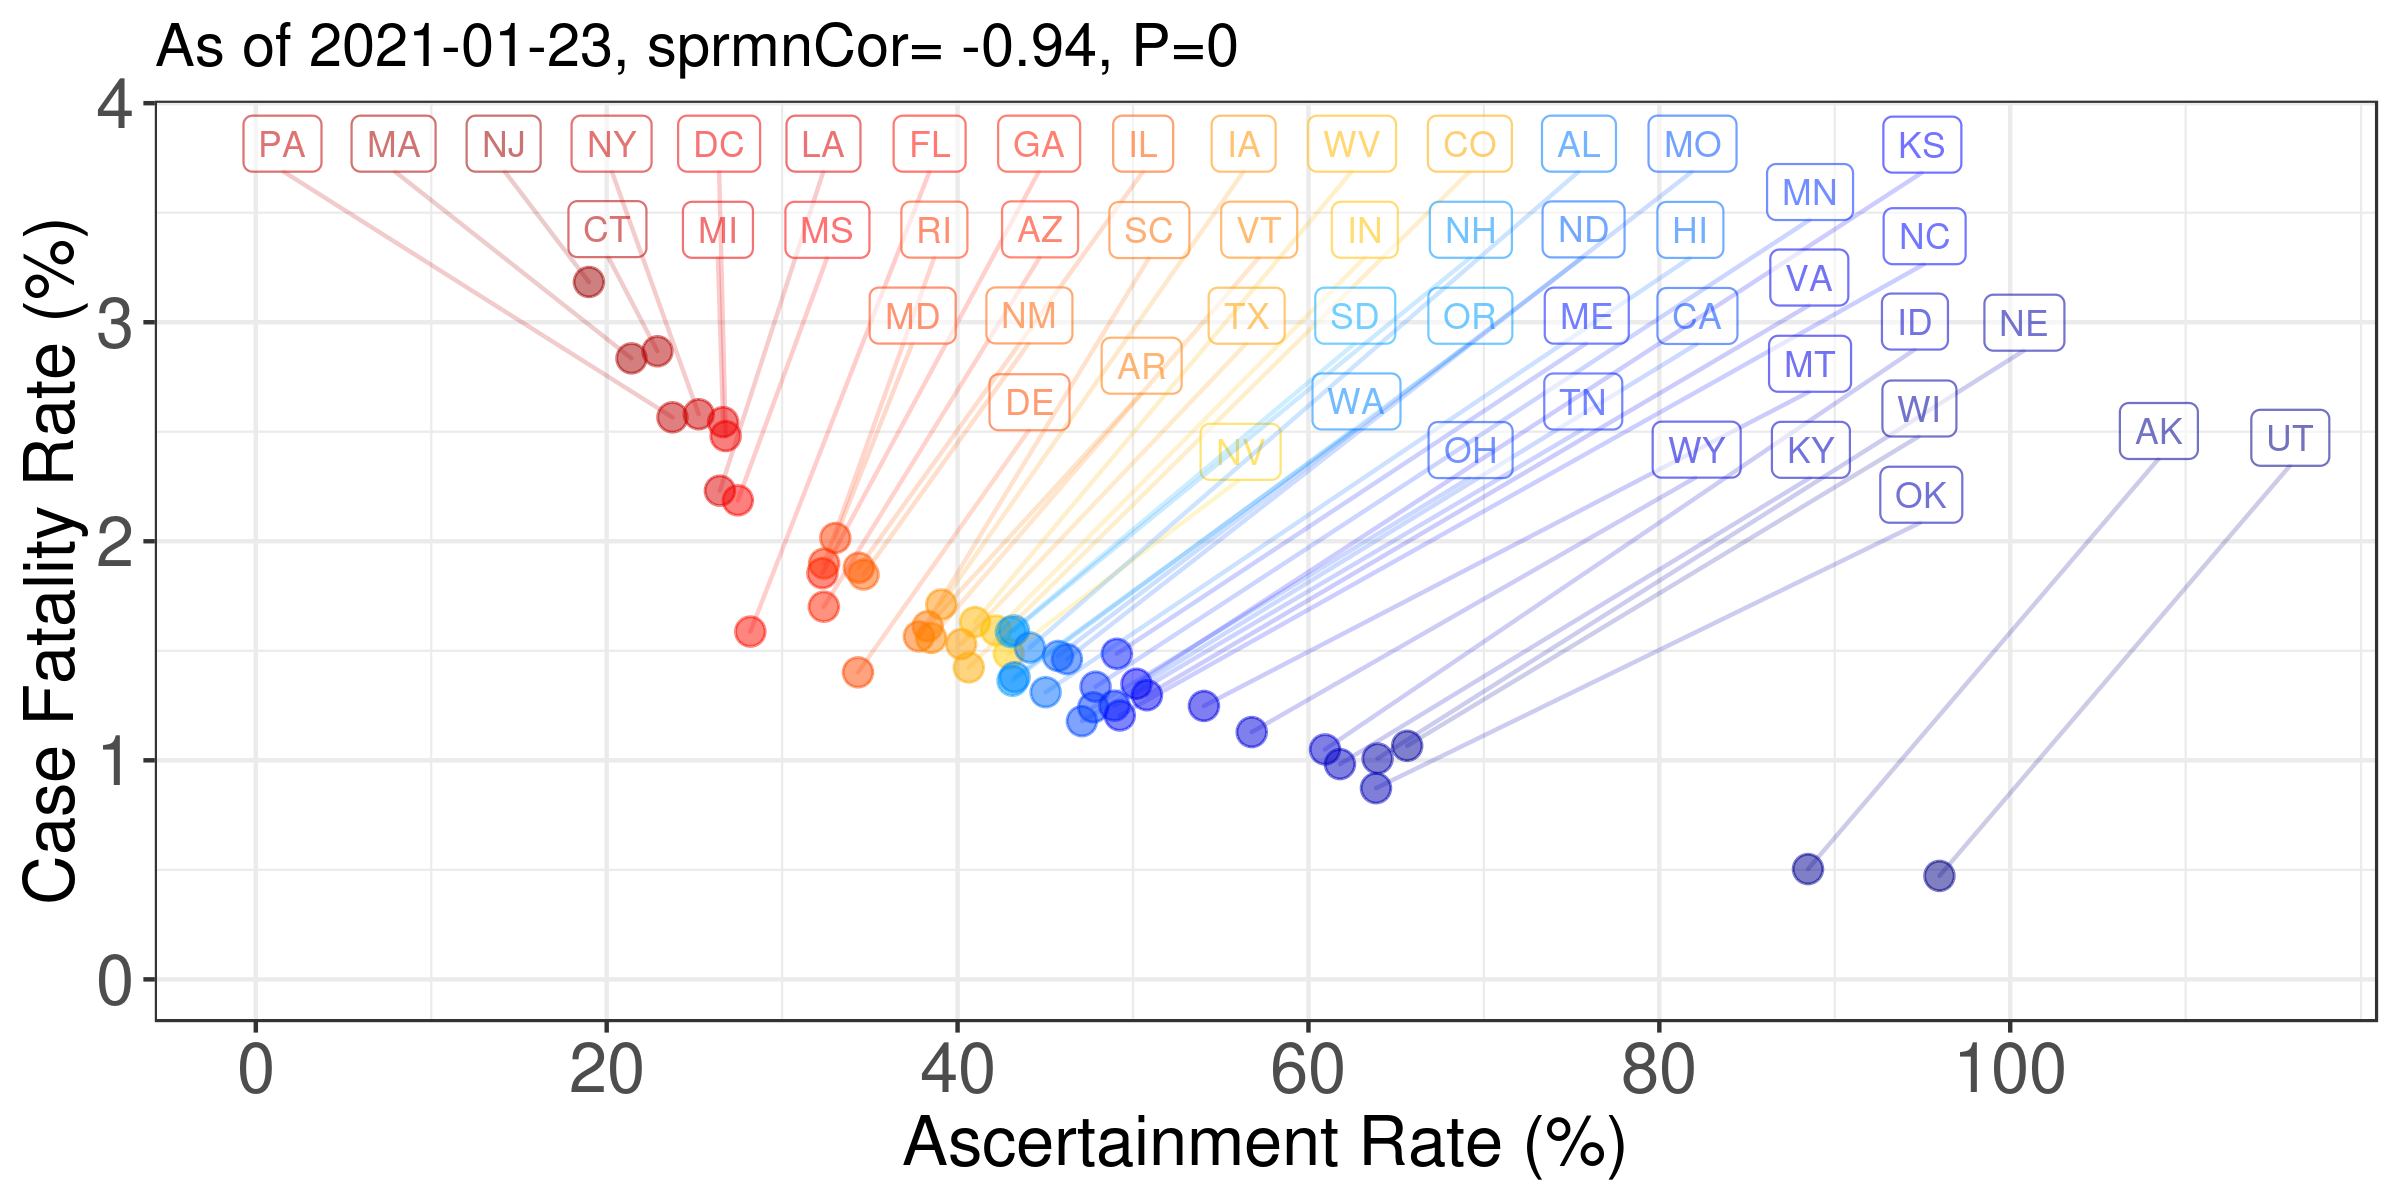 As of 2021-01-23, sprmnCor= -0.94, P=0
4
3
2
1
0
Case Fatality Rate (%)
PA MA NJ NY DC LA FL GA IL IA WV CO AL MO KS
MN
CT MI MS RI AZ SC VT IN NH ND HI NC
VA
MD NM TX SD OR ME CA ID NE
AR MT
DE WA TN WI
NV OH WY KY AK UT
OK
0 20 40 60 80 100
Ascertainment Rate (%)